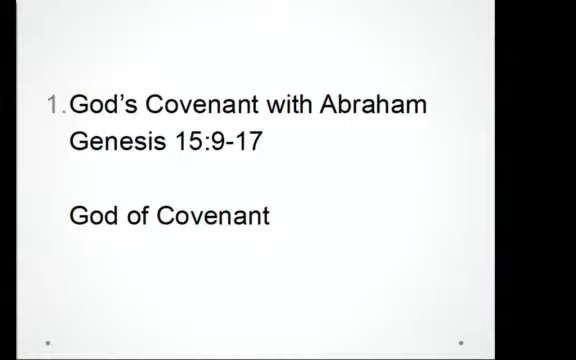 1. God's Covenant with Abraham
Genesis 15:9-17
God of Covenant